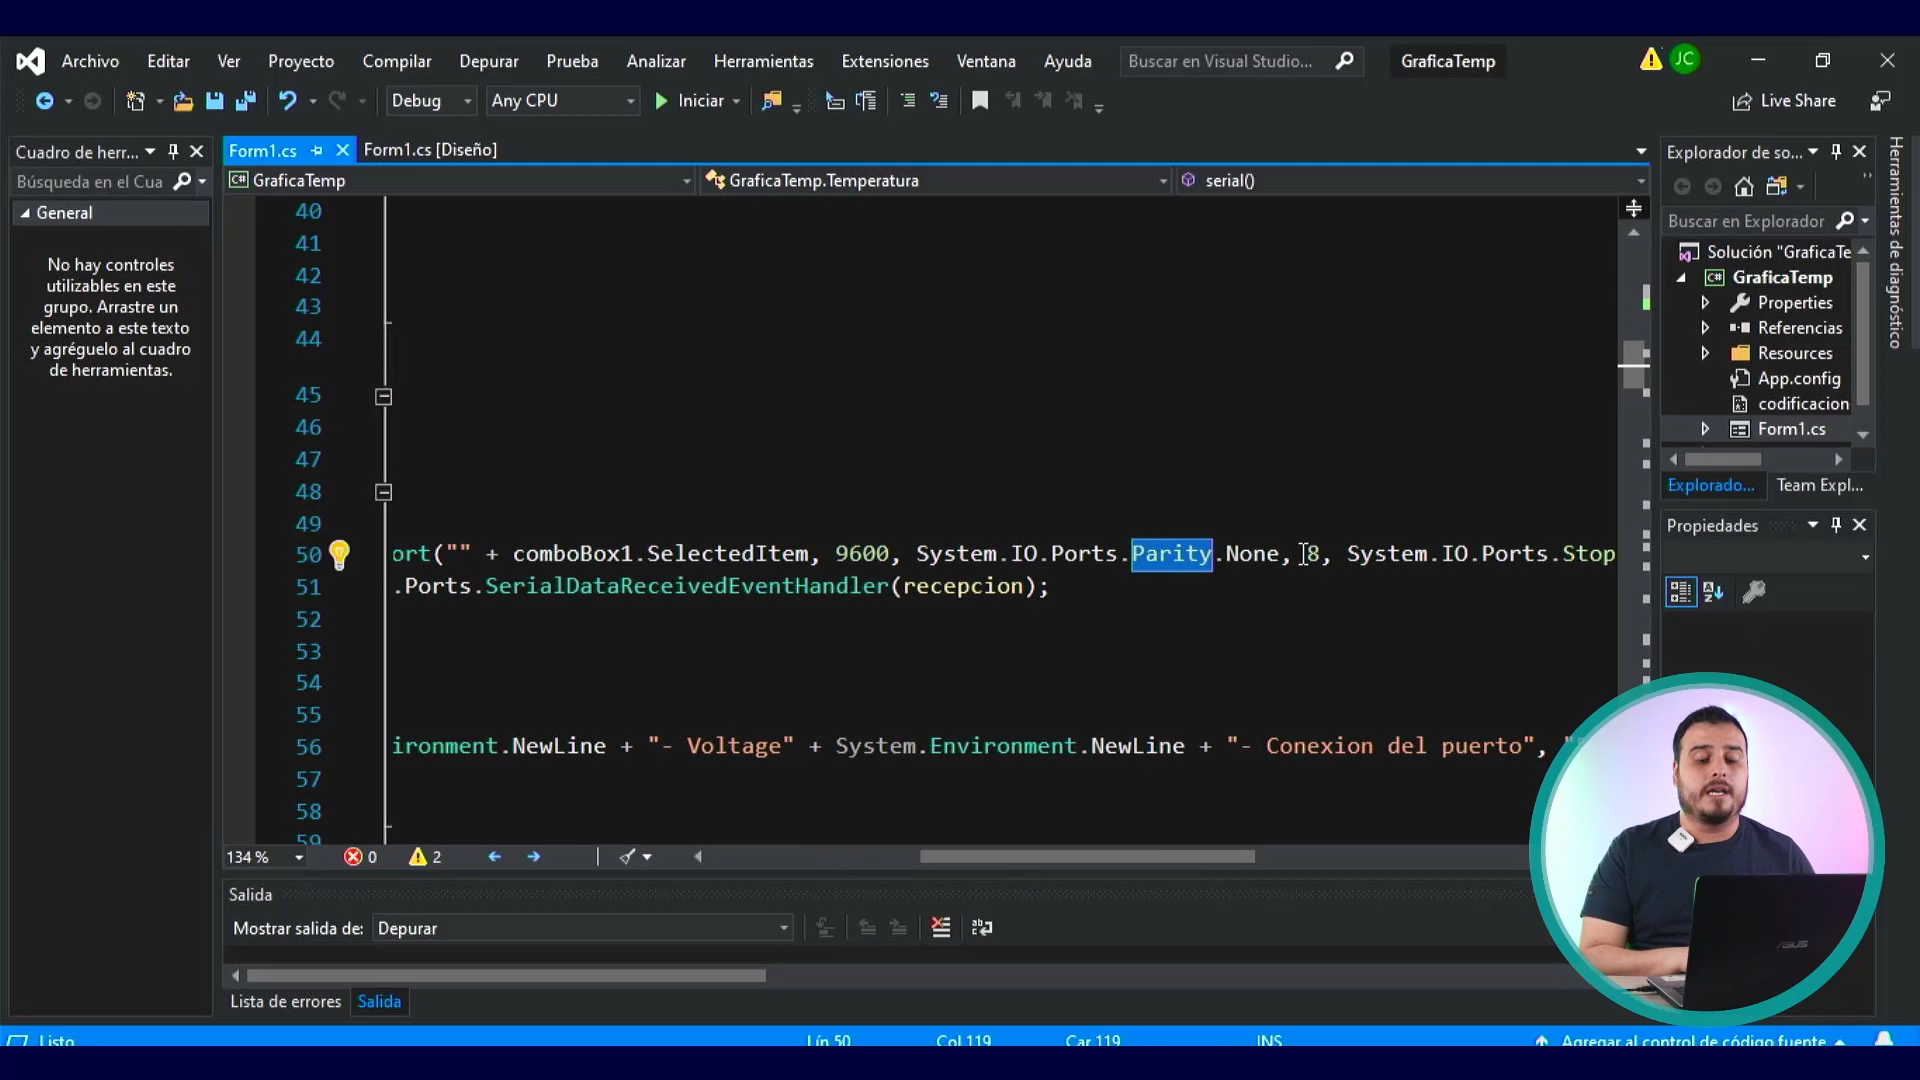 Archivo Editar Ver Proyecto Compilar Depurar Prueba Analizar Herramientas Extensiones Ventana Ayuda Buscar en Visual Studio... GraficaTemp JC
Debug Any CPU Iniciar Live Share
Cuadro de herr...
Búsqueda en el Cua
General
No hay controles
utilizables en este
grupo. Arrastre un
elemento a este texto
y agréguelo al cuadro
de herramientas.
Form1.cs Form1.cs [Diseño]
GraficaTemp GraficaTemp.Temperatura serial()
40
41
42
43
44
45
46
47
48
49
50 ort("" + comboBox1.SelectedItem, 9600, System.IO.Ports.Parity.None, 8, System.IO.Ports.Stop
51 .Ports.SerialDataReceivedEventHandler(recepcion);
52
53
54
55
56 ironment.NewLine + "- Voltage" + System.Environment.NewLine + "- Conexion del puerto",
57
58
59
134 % 0 2
Salida
Mostrar salida de: Depurar
Lista de errores Salida
Explorador de so...
Buscar en Explorador
Solución "GraficaTe
GraficaTemp
Properties
Referencias
Resources
App.config
codificacion
Form1.cs
Explorado... Team Expl...
Propiedades
Herramientas de diagnóstico
ASUS
Listo Lín 50 Col 119 Car 119 INS Agregar al control de código fuente